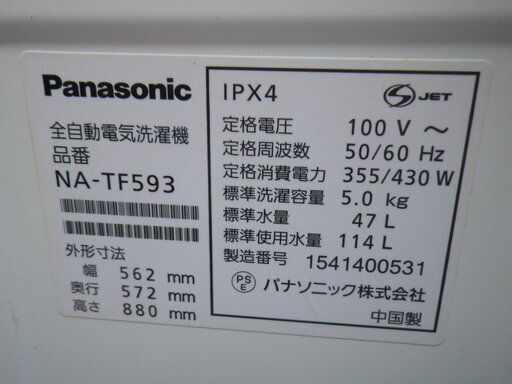 Panasonic
全自動電気洗濯機
品番
NA-TF593
外形寸法
幅 562 mm
奥行 572 mm
高さ 880 mm
IPX4
S JET
定格電圧 100 V ～
定格周波数 50/60 Hz
定格消費電力 355/430 W
標準洗濯容量 5.0 kg
標準水量 47 L
標準使用水量 114 L
製造番号 1541400531
PS
E
パナソニック株式会社
中国製